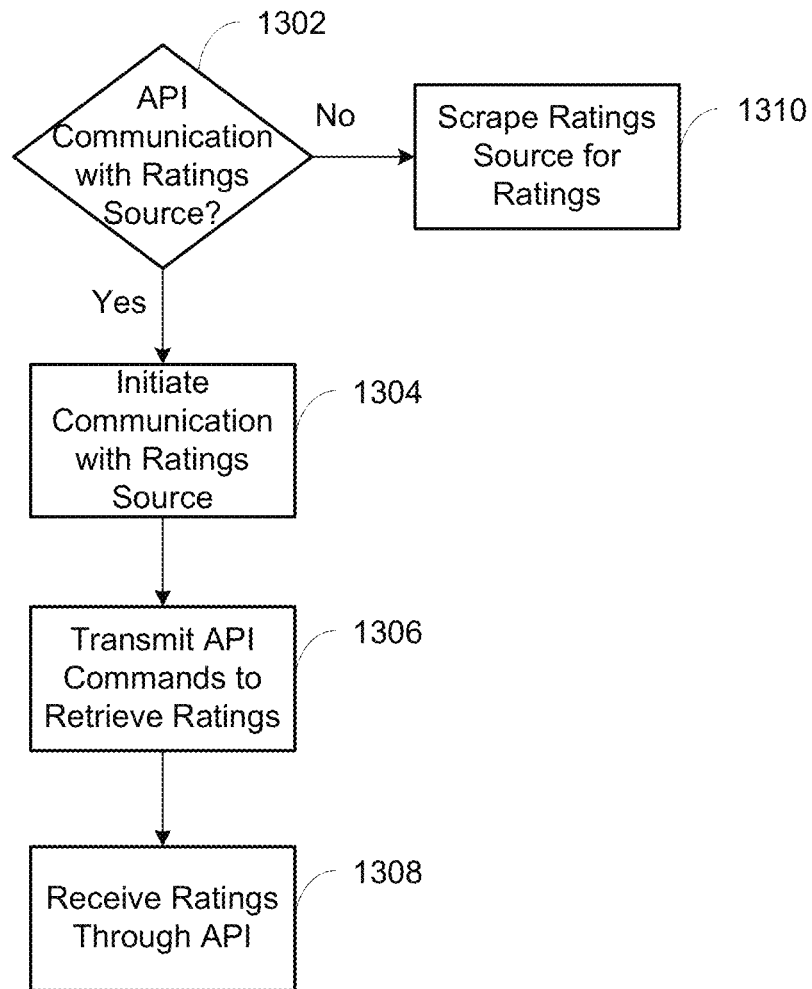 1302
API
Communication
with Ratings
Source?
No
Scrape Ratings
Source for
Ratings
1310
Yes
Initiate
Communication
with Ratings
Source
1304
Transmit API
Commands to
Retrieve Ratings
1306
Receive Ratings
Through API
1308